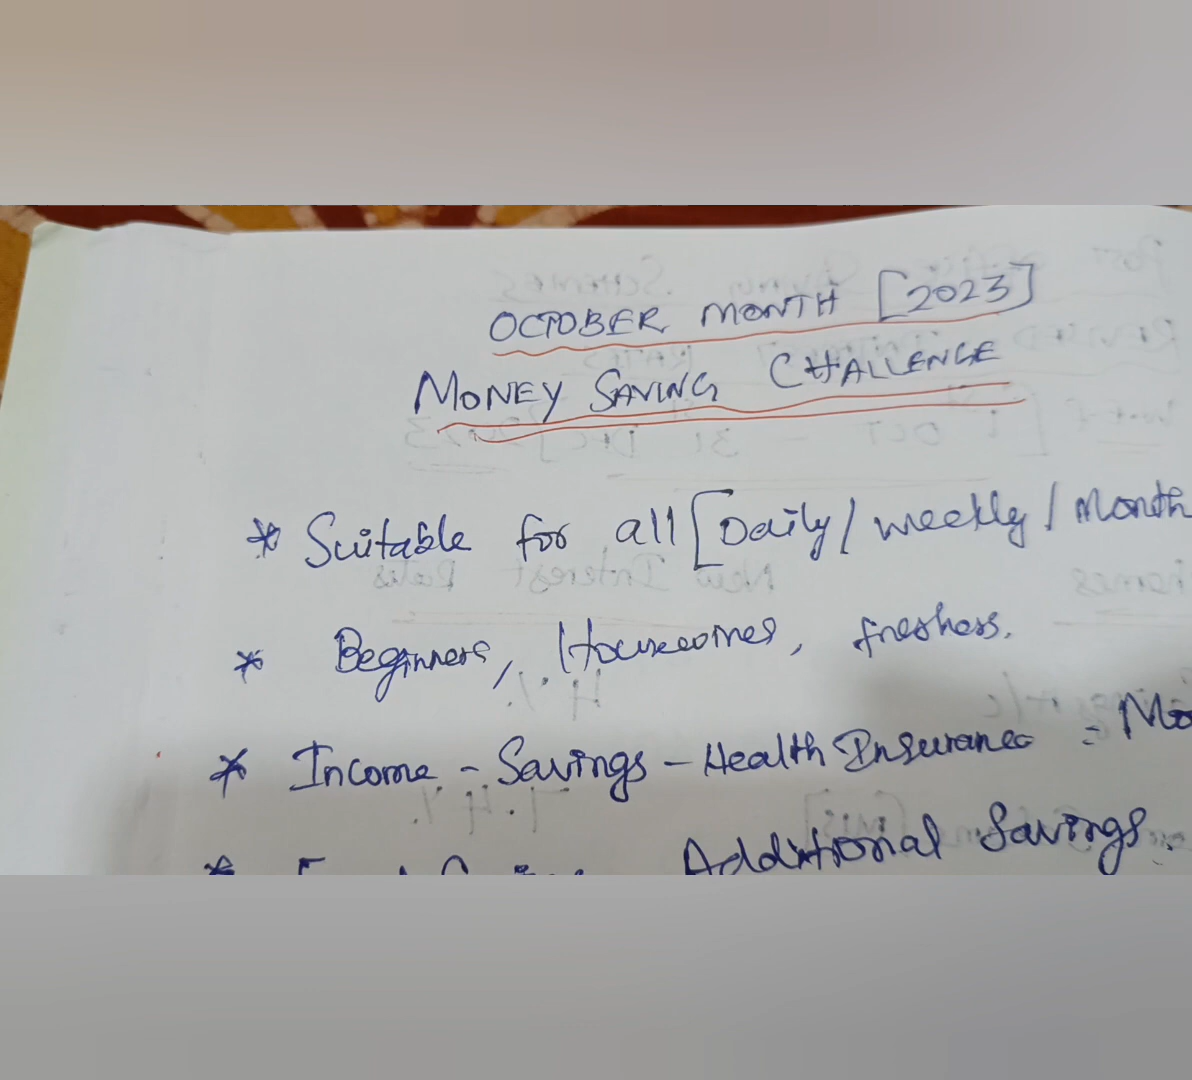 OCTOBER MONTH [2023]
MONEY SAVING CHALLENGE
* Suitable for all [Daily / weekly / Month
* Beginners, Housewives, freshers.
* Income - Savings - Health Insurance - Mo
* Additional Savings.